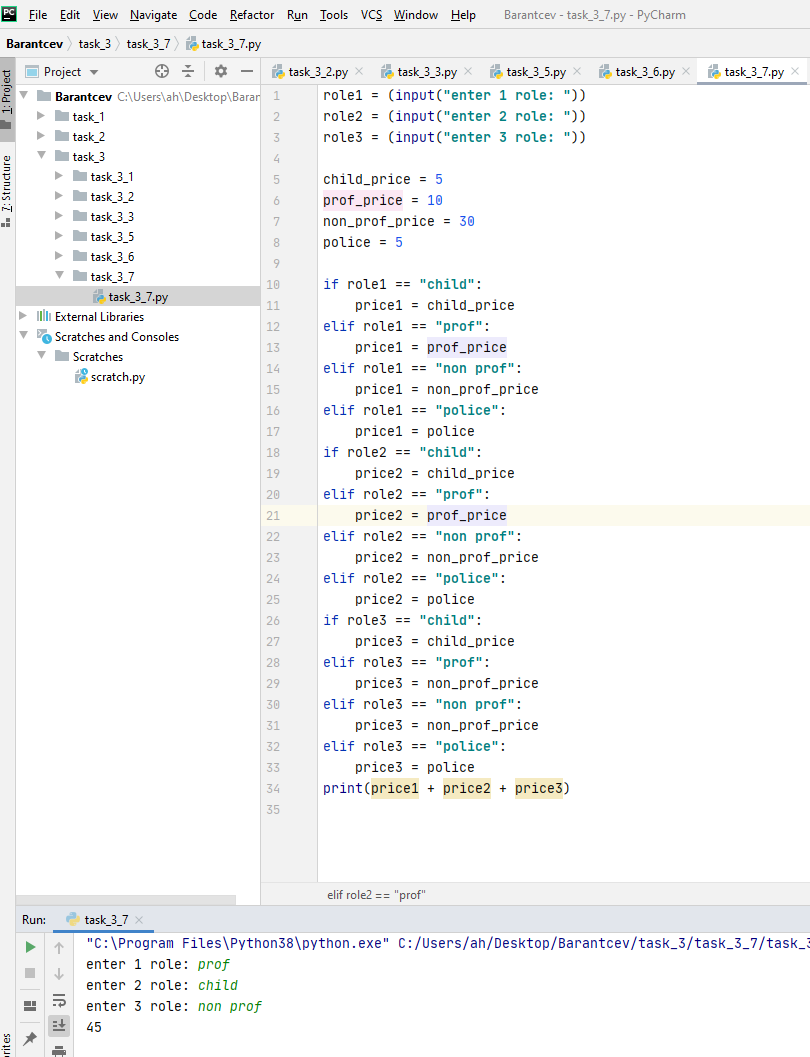 PC File Edit View Navigate Code Refactor Run Tools VCS Window Help Barantcev - task_3_7.py - PyCharm
Barantcev task_3 task_3_7 task_3_7.py
1: Project
7: Structure
Project
Barantcev C:\Users\ah\Desktop\Baran
task_1
task_2
task_3
task_3_1
task_3_2
task_3_3
task_3_5
task_3_6
task_3_7
task_3_7.py
External Libraries
Scratches and Consoles
Scratches
scratch.py
task_3_2.py task_3_3.py task_3_5.py task_3_6.py task_3_7.py
1 role1 = (input("enter 1 role: "))
2 role2 = (input("enter 2 role: "))
3 role3 = (input("enter 3 role: "))
4
5 child_price = 5
6 prof_price = 10
7 non_prof_price = 30
8 police = 5
9
10 if role1 == "child":
11     price1 = child_price
12 elif role1 == "prof":
13     price1 = prof_price
14 elif role1 == "non prof":
15     price1 = non_prof_price
16 elif role1 == "police":
17     price1 = police
18 if role2 == "child":
19     price2 = child_price
20 elif role2 == "prof":
21     price2 = prof_price
22 elif role2 == "non prof":
23     price2 = non_prof_price
24 elif role2 == "police":
25     price2 = police
26 if role3 == "child":
27     price3 = child_price
28 elif role3 == "prof":
29     price3 = non_prof_price
30 elif role3 == "non prof":
31     price3 = non_prof_price
32 elif role3 == "police":
33     price3 = police
34 print(price1 + price2 + price3)
35
elif role2 == "prof"
Run: task_3_7
"C:\Program Files\Python38\python.exe" C:/Users/ah/Desktop/Barantcev/task_3/task_3_7/task_3
enter 1 role: prof
enter 2 role: child
enter 3 role: non prof
45